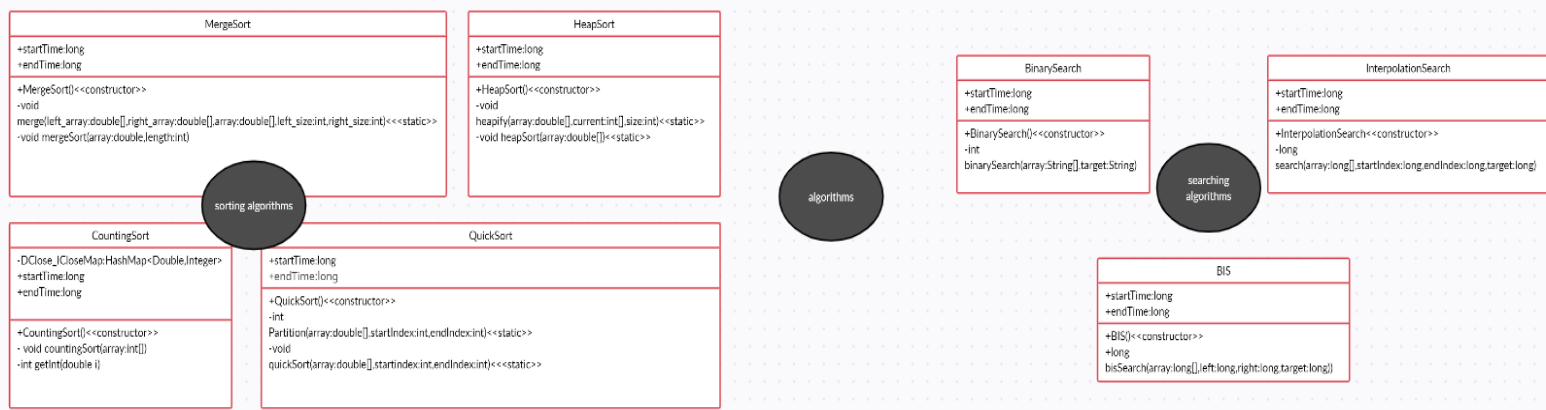 MergeSort
+startTime:long
+endTime:long
+MergeSort()<<constructor>>
-void
merge(left_array:double[],right_array:double[],array:double[],left_size:int,right_size:int)<<<static>>
-void mergeSort(array:double,length:int)
HeapSort
+startTime:long
+endTime:long
+HeapSort()<<constructor>>
-void
heapify(array:double[],current:int[],size:int)<<static>>
-void heapSort(array:double[])<<static>>
sorting algorithms
CountingSort
-DClose_ICloseMap:HashMap<Double,Integer>
+startTime:long
+endTime:long
+CountingSort()<<constructor>>
- void countingSort(array:int[])
-int getInt(double i)
QuickSort
+startTime:long
+endTime:long
+QuickSort()<<constructor>>
-int
Partition(array:double[],startIndex:int,endIndex:int)<<static>>
-void
quickSort(array:double[],startindex:int,endIndex:int)<<<static>>
algorithms
BinarySearch
+startTime:long
+endTime:long
+BinarySearch()<<constructor>>
-int
binarySearch(array:String[],target:String)
searching
algorithms
InterpolationSearch
+startTime:long
+endTime:long
+InterpolationSearch<<constructor>>
-long
search(array:long[],startIndex:long,endIndex:long,target:long)
BIS
+startTime:long
+endTime:long
+BIS()<<constructor>>
+long
bisSearch(array:long[],left:long,right:long,target:long))